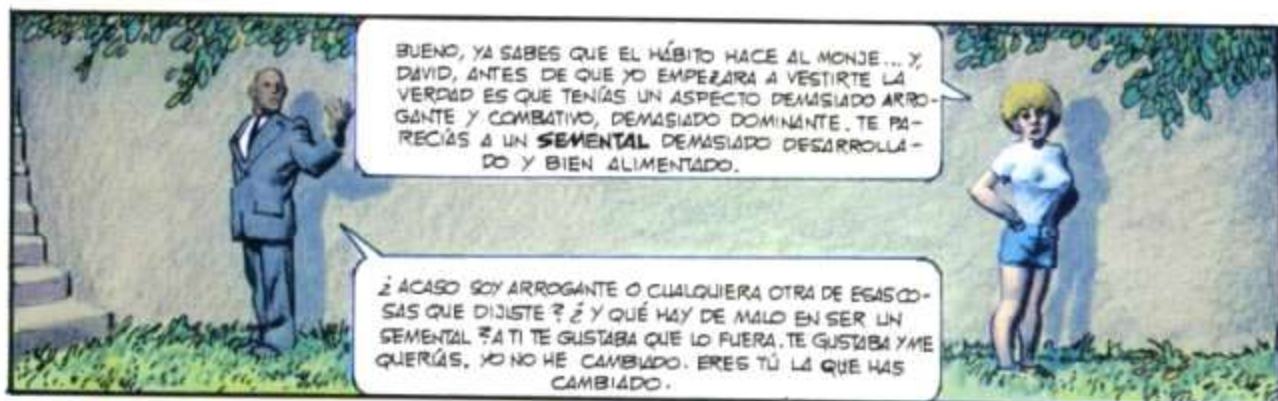 BUENO, YA SABES QUE EL HÁBITO HACE AL MONJE... Y,
DAVID, ANTES DE QUE YO EMPEZARA A VESTIRTE LA
VERDAD ES QUE TENÍAS UN ASPECTO DEMASIADO ARRO-
GANTE Y COMBATIVO, DEMASIADO DOMINANTE. TE PA-
RECÍAS A UN SEMENTAL DEMASIADO DESARROLLA-
DO Y BIEN ALIMENTADO.
¿ACASO SOY ARROGANTE O CUALQUIERA OTRA DE ESAS CO-
SAS QUE DIJISTE? ¿Y QUÉ HAY DE MALO EN SER UN
SEMENTAL? A TI TE GUSTABA QUE LO FUERA. TE GUSTABA Y ME
QUERÍAS. YO NO HE CAMBIADO. ERES TÚ LA QUE HAS
CAMBIADO.